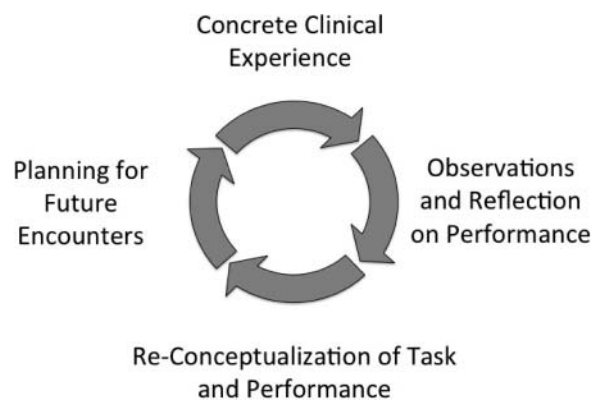 Concrete Clinical
Experience
Observations
and Reflection
on Performance
Re-Conceptualization of Task
and Performance
Planning for
Future
Encounters